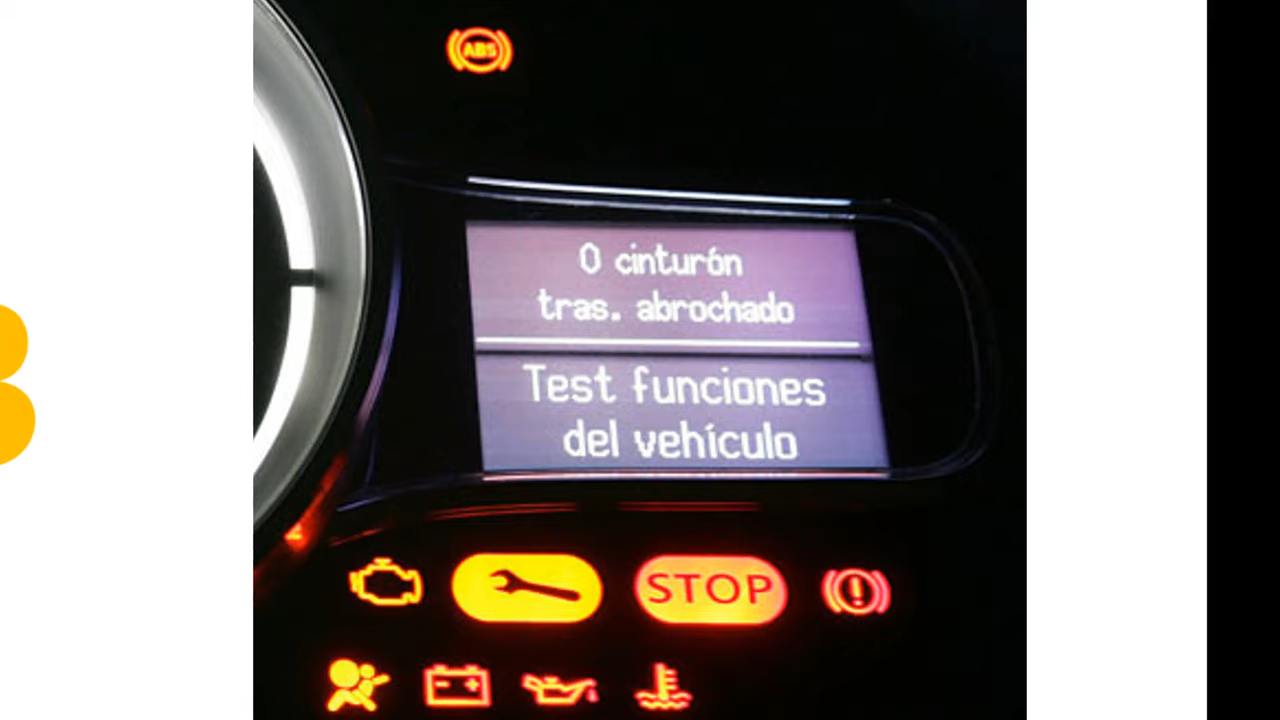 ABS
0 cinturón
tras. abrochado
Test funciones
del vehículo
STOP